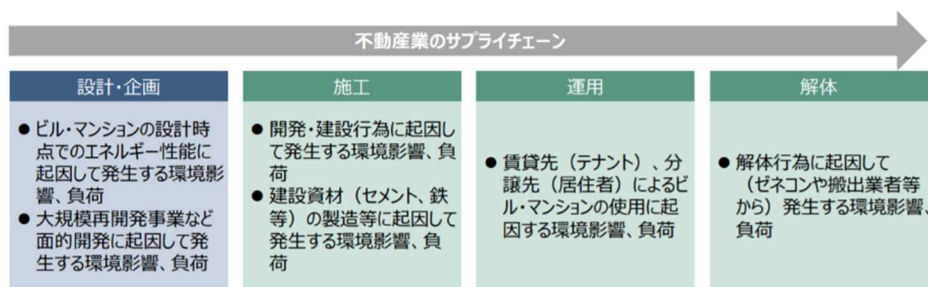 不動産業のサプライチェーン
設計・企画
● ビル・マンションの設計時
点でのエネルギー性能に
起因して発生する環境影
響、負荷
● 大規模再開発事業など
面的開発に起因して発
生する環境影響、負荷
施工
● 開発・建設行為に起因し
て発生する環境影響、負
荷
● 建設資材（セメント、鉄
等）の製造等に起因して
発生する環境影響、負
荷
運用
● 賃貸先（テナント）、分
譲先（居住者）によるビ
ル・マンションの使用に起
因する環境影響、負荷
解体
● 解体行為に起因して
（ゼネコンや搬出業者等
から）発生する環境影響、
負荷